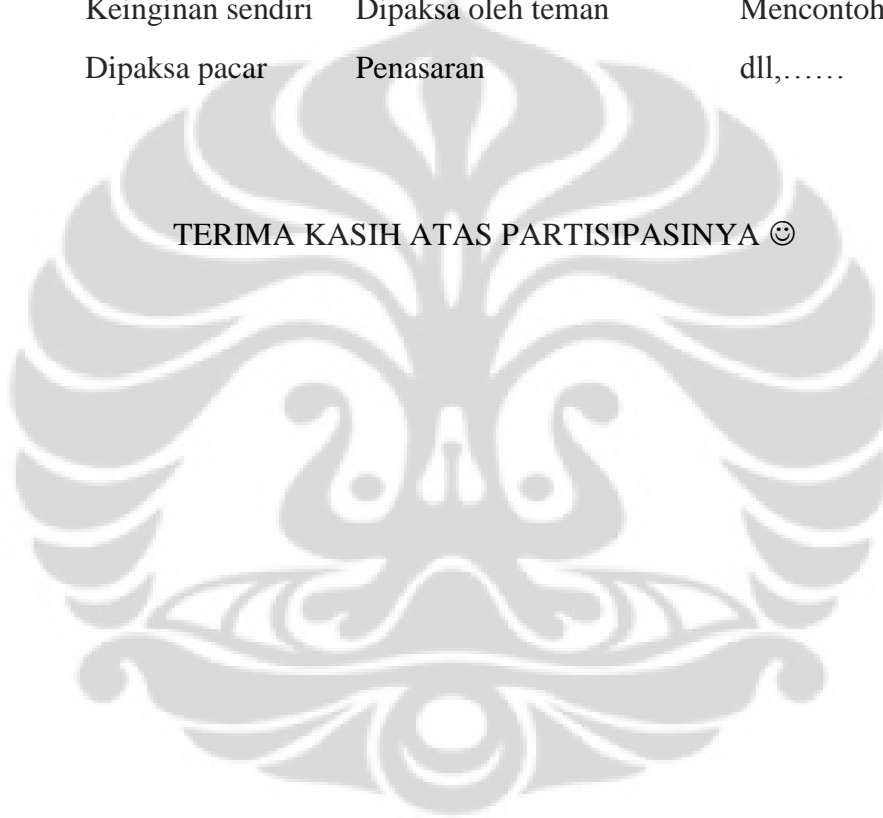 Keinginan sendiri Dipaksa oleh teman Mencontoh
Dipaksa pacar Penasaran dll,……
TERIMA KASIH ATAS PARTISIPASINYA ☺